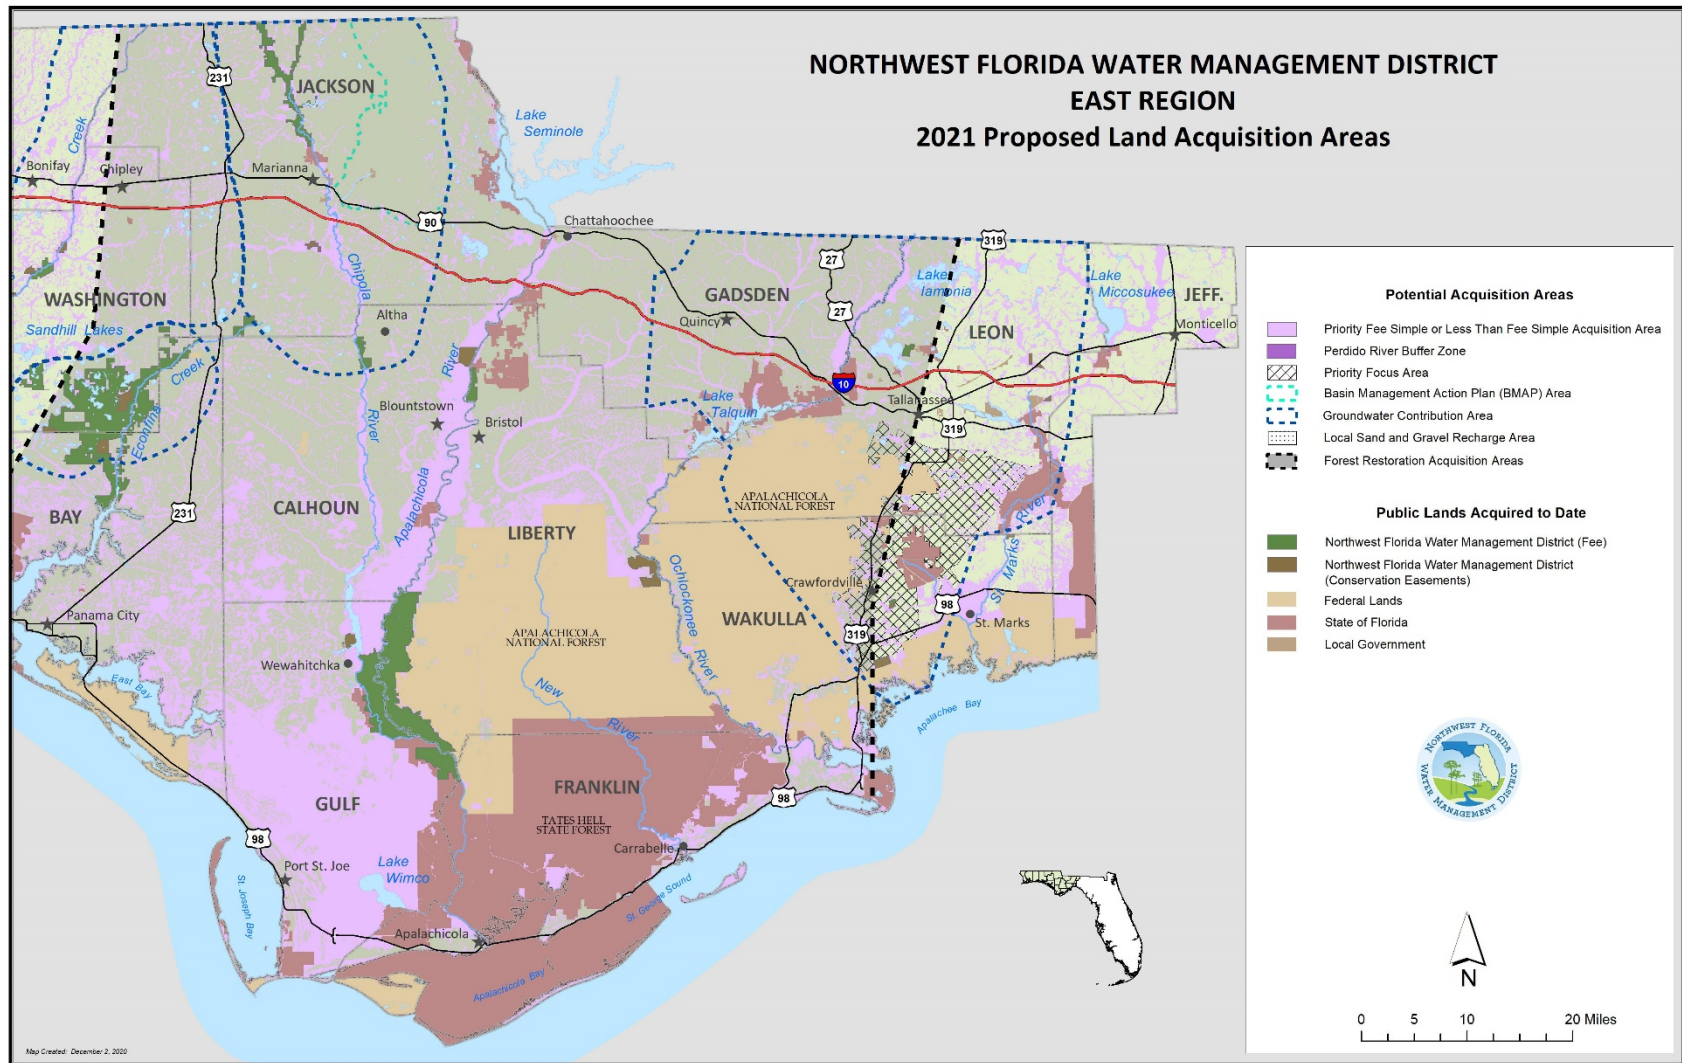 NORTHWEST FLORIDA WATER MANAGEMENT DISTRICT
EAST REGION
2021 Proposed Land Acquisition Areas
231
JACKSON
Creek
Lake
Seminole
Bonifay
Chipley
Marianna
90
Chattahoochee
319
27
Lake
Iamonia
Lake
Miccosukee
JEFF.
WASHINGTON
Chipola
River
GADSDEN
27
Quincy
LEON
Monticello
Sandhill Lakes
Altha
Econfina
Creek
River
10
Tallahassee
319
Lake
Talquin
Blountstown
Bristol
Apalachicola
BAY
231
CALHOUN
LIBERTY
APALACHICOLA
NATIONAL FOREST
St. Marks
River
Ochlockonee
River
Crawfordville
98
St. Marks
Panama City
APALACHICOLA
NATIONAL FOREST
WAKULLA
319
Wewahitchka
East Bay
New
River
Apalachee Bay
GULF
FRANKLIN
98
TATES HELL
STATE FOREST
98
Carrabelle
Port St. Joe
Lake
Wimco
St. Joseph Bay
St. George Sound
Apalachicola
Apalachicola Bay
Potential Acquisition Areas
Priority Fee Simple or Less Than Fee Simple Acquisition Area
Perdido River Buffer Zone
Priority Focus Area
Basin Management Action Plan (BMAP) Area
Groundwater Contribution Area
Local Sand and Gravel Recharge Area
Forest Restoration Acquisition Areas
Public Lands Acquired to Date
Northwest Florida Water Management District (Fee)
Northwest Florida Water Management District
(Conservation Easements)
Federal Lands
State of Florida
Local Government
NORTHWEST FLORIDA
WATER MANAGEMENT DISTRICT
N
0 5 10 20 Miles
Map Created: December 2, 2020